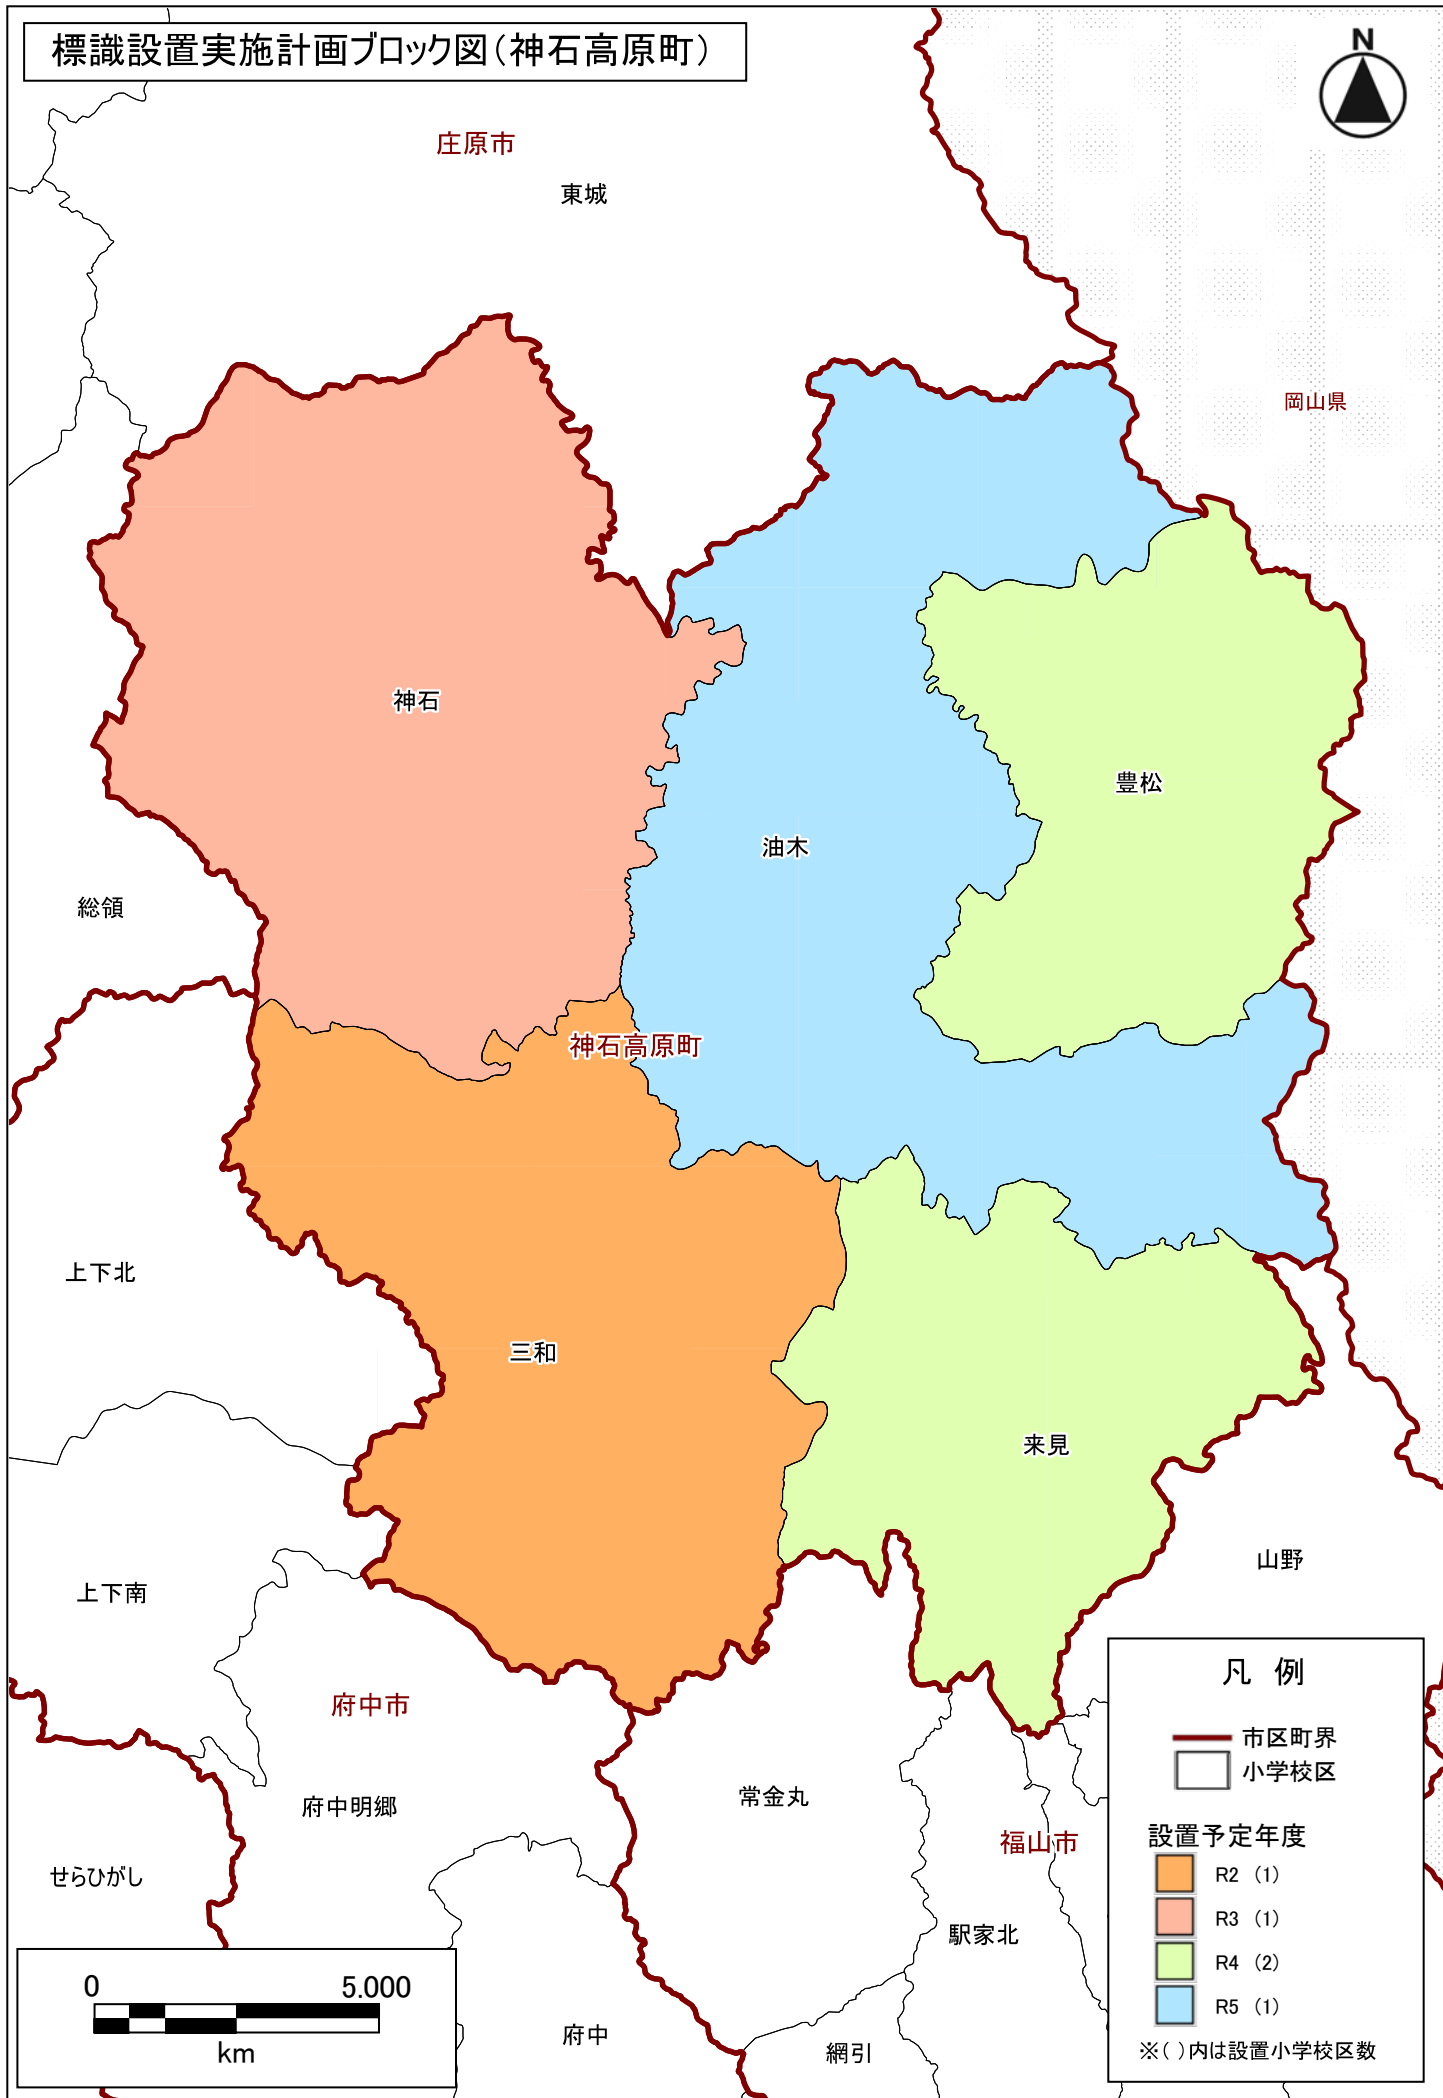 標識設置実施計画ブロック図(神石高原町)
N
庄原市
東城
岡山県
神石
豊松
油木
総領
神石高原町
上下北
三和
来見
山野
上下南
府中市
府中明郷
常金丸
福山市
せらひがし
駅家北
府中
網引
凡 例
市区町界
小学校区
設置予定年度
R2 (1)
R3 (1)
R4 (2)
R5 (1)
※( )内は設置小学校区数
0 5.000
km